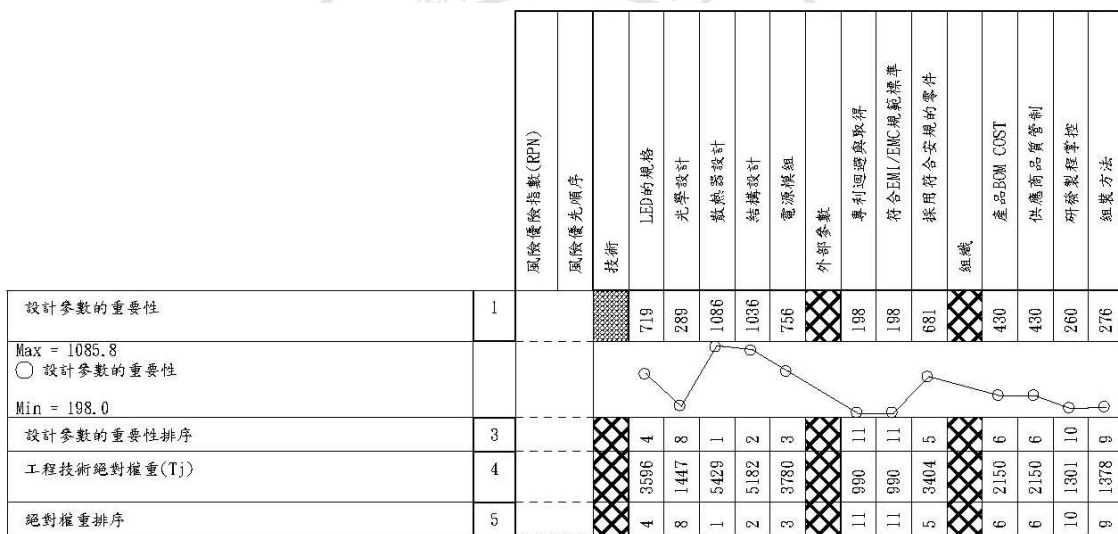 風險優險指數(RPN)
風險優先順序
技術
LED的規格
光學設計
散熱器設計
結構設計
電源模組
外部參數
專利迴避與取得
符合EMI/EMC規範標準
採用符合安規的零件
組織
產品BOM COST
供應商品質管制
研發製程掌控
組裝方法
設計參數的重要性 1 719 289 1086 1036 756 198 198 681 430 430 260 276
Max = 1085.8
設計參數的重要性
Min = 198.0
設計參數的重要性排序 3 4 8 1 2 3 11 11 5 6 6 10 9
工程技術絕對權重(Tj) 4 3596 1447 5429 5182 3780 990 990 3404 2150 2150 1301 1378
絕對權重排序 5 4 8 1 2 3 11 11 5 6 6 10 9